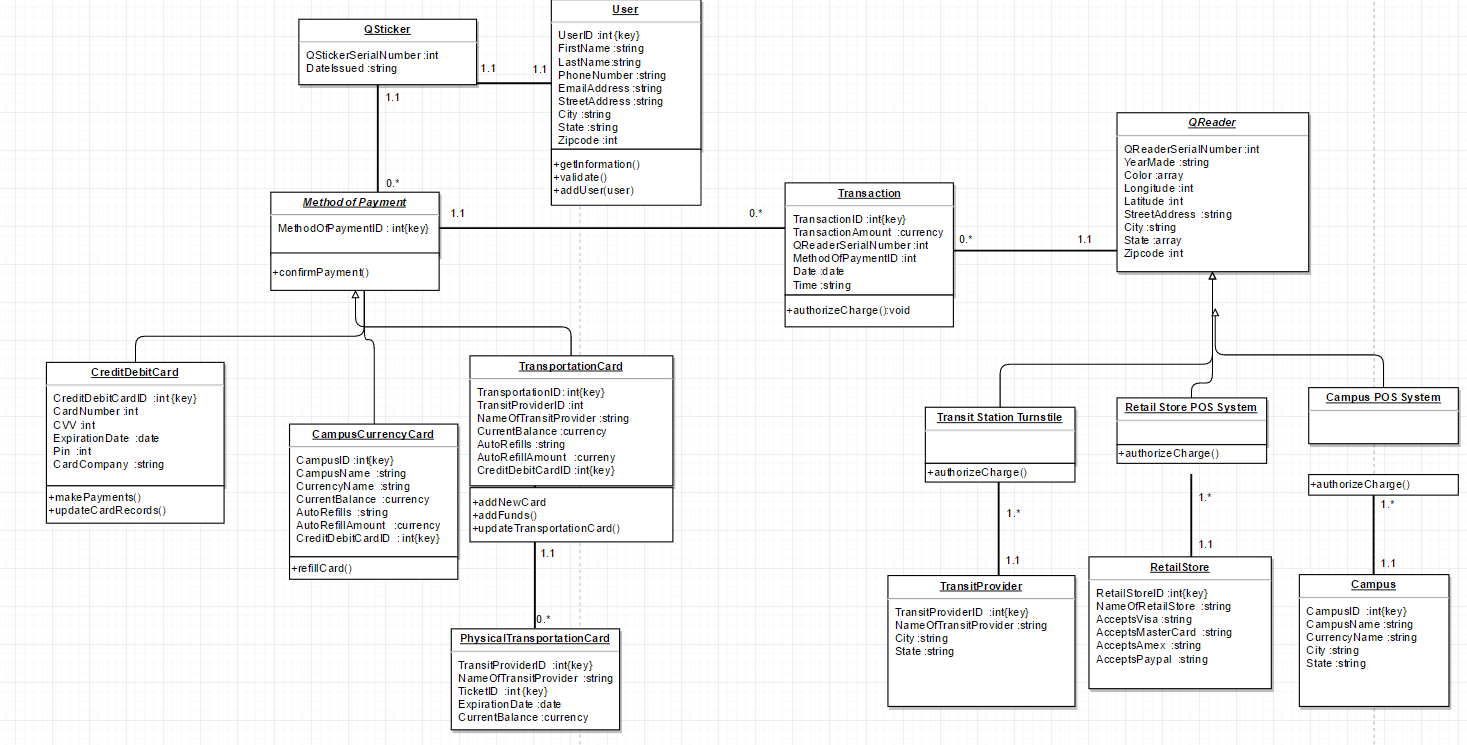 User
UserID :int {key}
FirstName :string
LastName:string
PhoneNumber :string
EmailAddress :string
StreetAddress :string
City :string
State :string
Zipcode :int
+getInformation()
+validate()
+addUser(user)
QSticker
QStickerSerialNumber :int
DateIssued :string
1.1
1.1
1.1
0.*
Method of Payment
MethodOfPaymentID : int{key}
+confirmPayment()
1.1
0.*
Transaction
TransactionID :int{key}
TransactionAmount :currency
QReaderSerialNumber :int
MethodOfPaymentID :int
Date :date
Time :string
+authorizeCharge():void
0.*
1.1
QReader
QReaderSerialNumber :int
YearMade :string
Color :array
Longitude :int
Latitude :int
StreetAddress :string
City :string
State :array
Zipcode :int
CreditDebitCard
CreditDebitCardID :int {key}
CardNumber :int
CVV :int
ExpirationDate :date
Pin :int
CardCompany :string
+makePayments()
+updateCardRecords()
CampusCurrencyCard
CampusID :int{key}
CampusName :string
CurrencyName :string
CurrentBalance :currency
AutoRefills :string
AutoRefillAmount :currency
CreditDebitCardID : int{key}
+refillCard()
TransportationCard
TransportationID: int{key}
TransitProviderID :int
NameOfTransitProvider :string
CurrentBalance :currency
AutoRefills :string
AutoRefillAmount :curreny
CreditDebitCardID :int{key}
+addNewCard
+addFunds()
+updateTransportationCard()
1.1
0.*
PhysicalTransportationCard
TransitProviderID :int{key}
NameOfTransitProvider :string
TicketID :int {key}
ExpirationDate :date
CurrentBalance :currency
Transit Station Turnstile
+authorizeCharge()
1.*
1.1
TransitProvider
TransitProviderID :int{key}
NameOfTransitProvider :string
City :string
State :string
Retail Store POS System
+authorizeCharge()
1.*
1.1
RetailStore
RetailStoreID :int{key}
NameOfRetailStore :string
AcceptsVisa :string
AcceptsMasterCard :string
AcceptsAmex :string
AcceptsPaypal :string
Campus POS System
+authorizeCharge()
1.*
1.1
Campus
CampusID :int{key}
CampusName :string
CurrencyName :string
City :string
State :string